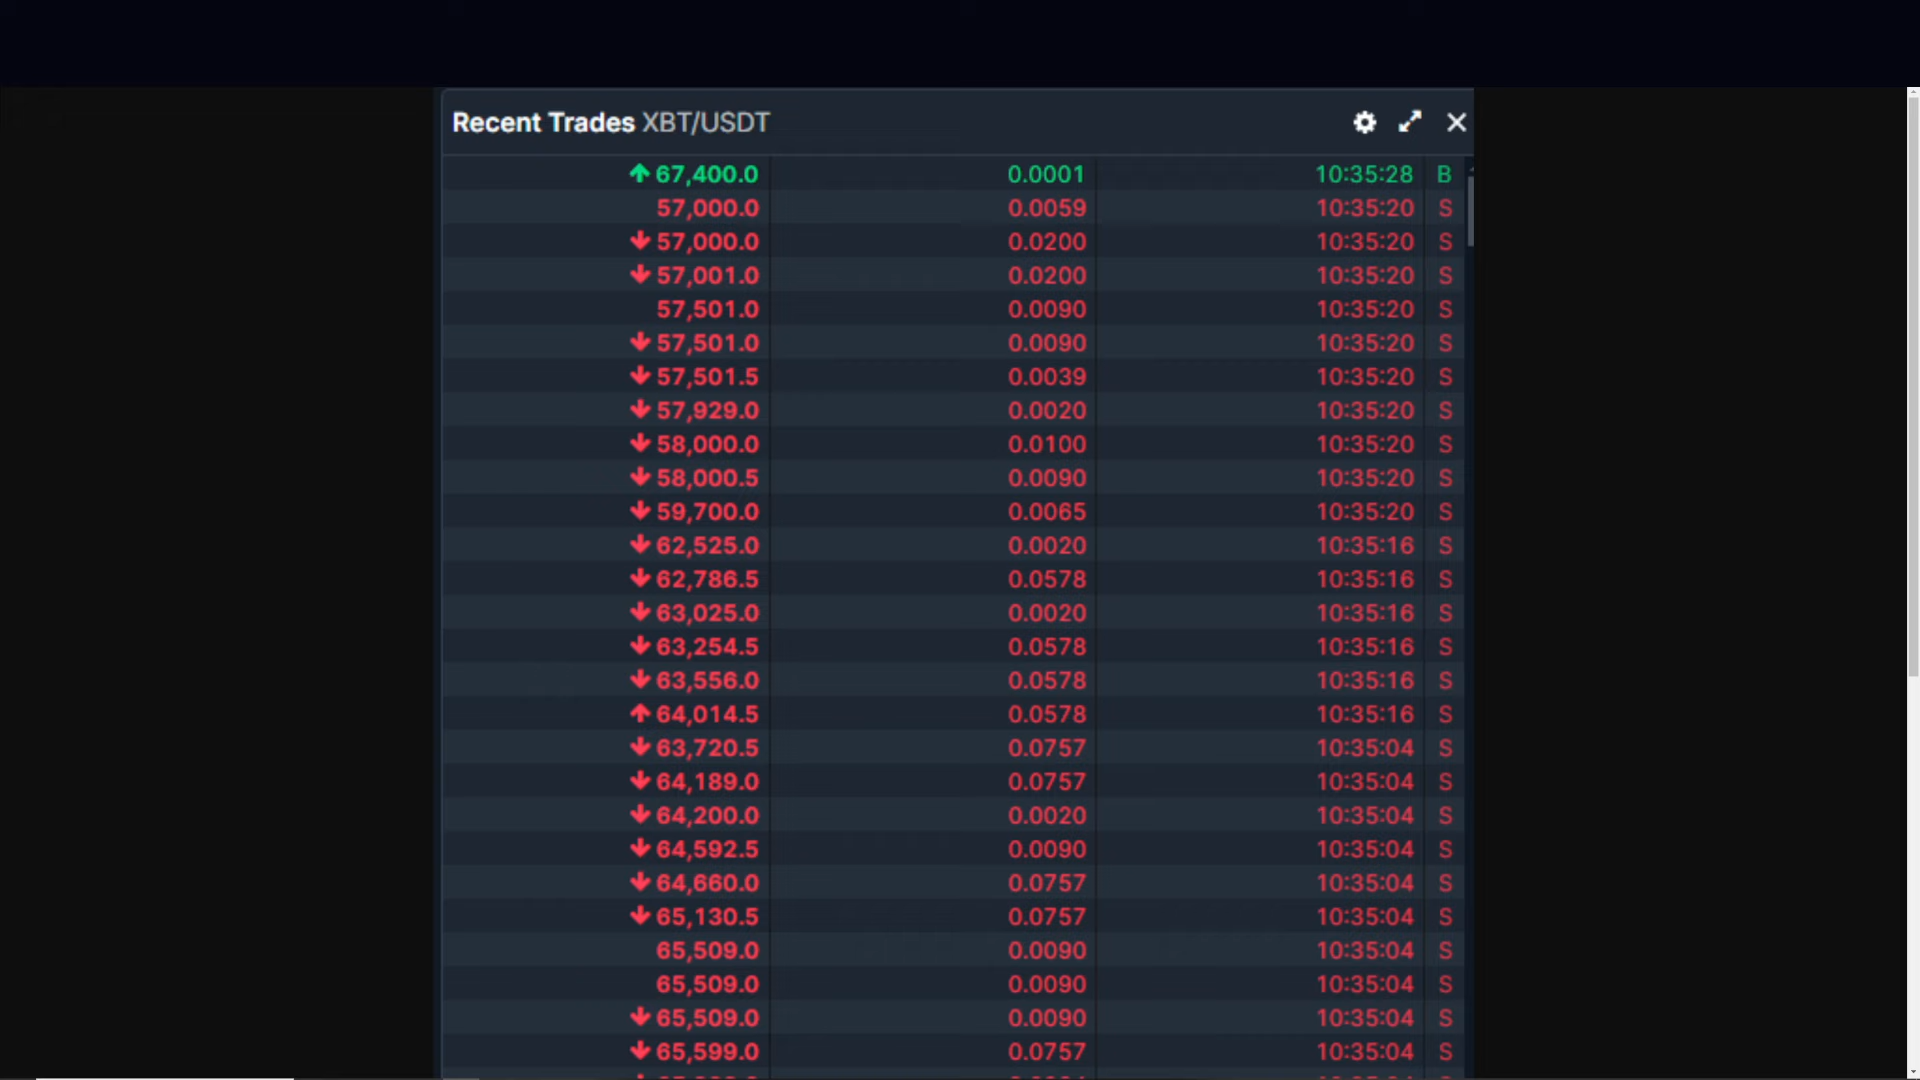 Recent Trades XBT/USDT
↑ 67,400.0 0.0001 10:35:28 B
57,000.0 0.0059 10:35:20 S
↓ 57,000.0 0.0200 10:35:20 S
↓ 57,001.0 0.0200 10:35:20 S
57,501.0 0.0090 10:35:20 S
↓ 57,501.0 0.0090 10:35:20 S
↓ 57,501.5 0.0039 10:35:20 S
↓ 57,929.0 0.0020 10:35:20 S
↓ 58,000.0 0.0100 10:35:20 S
↓ 58,000.5 0.0090 10:35:20 S
↓ 59,700.0 0.0065 10:35:20 S
↓ 62,525.0 0.0020 10:35:16 S
↓ 62,786.5 0.0578 10:35:16 S
↓ 63,025.0 0.0020 10:35:16 S
↓ 63,254.5 0.0578 10:35:16 S
↓ 63,556.0 0.0578 10:35:16 S
↑ 64,014.5 0.0578 10:35:16 S
↓ 63,720.5 0.0757 10:35:04 S
↓ 64,189.0 0.0757 10:35:04 S
↓ 64,200.0 0.0020 10:35:04 S
↓ 64,592.5 0.0090 10:35:04 S
↓ 64,660.0 0.0757 10:35:04 S
↓ 65,130.5 0.0757 10:35:04 S
65,509.0 0.0090 10:35:04 S
65,509.0 0.0090 10:35:04 S
↓ 65,509.0 0.0090 10:35:04 S
↓ 65,599.0 0.0757 10:35:04 S